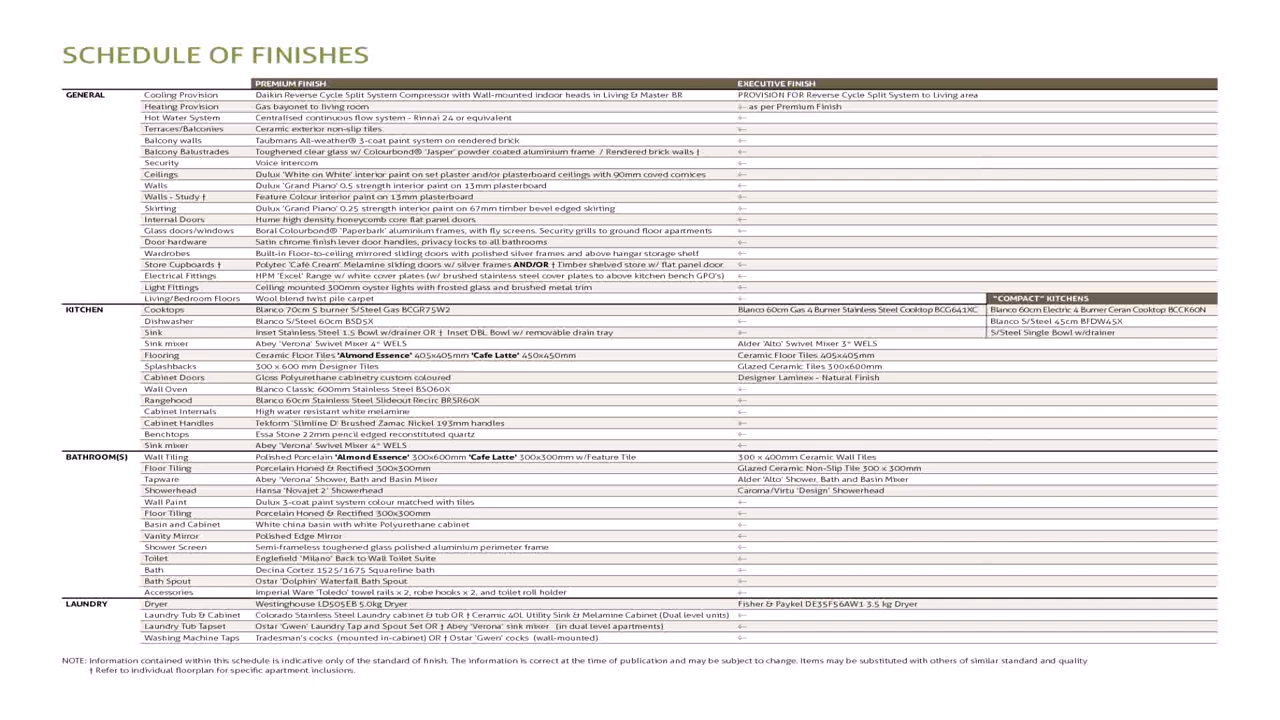 SCHEDULE OF FINISHES
PREMIUM FINISH EXECUTIVE FINISH
GENERAL Cooling Provision Daikin Reverse Cycle Split System Compressor with Wall-mounted indoor heads in Living & Master BR PROVISION FOR Reverse Cycle Split System to Living area
Heating Provision Gas bayonet to living room ← as per Premium Finish
Hot Water System Centralised continuous flow system - Rinnai 24 or equivalent ←
Terraces/Balconies Ceramic exterior non-slip tiles ←
Balcony walls Taubmans All-weather® 3-coat paint system on rendered brick ←
Balcony Balustrades Toughened clear glass w/ Colourbond® 'Jasper' powder coated aluminium frame / Rendered brick walls † ←
Security Voice intercom ←
Ceilings Dulux 'White on White' interior paint on set plaster and/or plasterboard ceilings with 90mm coved cornices ←
Walls Dulux 'Grand Piano' 0.5 strength interior paint on 13mm plasterboard ←
Walls - Study † Feature Colour interior paint on 13mm plasterboard ←
Skirting Dulux 'Grand Piano' 0.25 strength interior paint on 67mm timber bevel edged skirting ←
Internal Doors Hume high density honeycomb core flat panel doors ←
Glass doors/windows Boral Colourbond® 'Paperbark' aluminium frames, with fly screens. Security grills to ground floor apartments ←
Door hardware Satin chrome finish lever door handles, privacy locks to all bathrooms ←
Wardrobes Built-in Floor-to-ceiling mirrored sliding doors with polished silver frames and above hangar storage shelf ←
Store Cupboards † Polytec 'Café Cream' Melamine sliding doors w/ silver frames AND/OR † Timber shelved store w/ flat panel door. ←
Electrical Fittings HPM 'Excel' Range w/ white cover plates (w/ brushed stainless steel cover plates to above kitchen bench GPO's) ←
Light Fittings Ceiling mounted 300mm oyster lights with frosted glass and brushed metal trim ←
Living/Bedroom Floors Wool blend twist pile carpet ← "COMPACT" KITCHENS
KITCHEN Cooktops Blanco 70cm 5 burner S/Steel Gas BCGR75W2 Blanco 60cm Gas 4 Burner Stainless Steel Cooktop BCG641XC Blanco 60cm Electric 4 Burner Ceran Cooktop BCCK60N
Dishwasher Blanco S/Steel 60cm BSD5X ← Blanco S/Steel 45cm BFDW45X
Sink Inset Stainless Steel 1.5 Bowl w/drainer OR † Inset DBL Bowl w/ removable drain tray ← S/Steel Single Bowl w/drainer
Sink mixer Abey 'Verona' Swivel Mixer 4* WELS Alder 'Alto' Swivel Mixer 3* WELS
Flooring Ceramic Floor Tiles 'Almond Essence' 405x405mm 'Cafe Latte' 450x450mm Ceramic Floor Tiles 405x405mm
Splashbacks 300 x 600 mm Designer Tiles Glazed Ceramic Tiles 300x600mm
Cabinet Doors Gloss Polyurethane cabinetry custom coloured Designer Laminex - Natural Finish
Wall Oven Blanco Classic 600mm Stainless Steel BSO60X ←
Rangehood Blanco 60cm Stainless Steel Slideout Recirc BRSR60X ←
Cabinet Internals High water resistant white melamine ←
Cabinet Handles Tekform 'Slimline D' Brushed Zamac Nickel 193mm handles ←
Benchtops Essa Stone 22mm pencil edged reconstituted quartz ←
Sink mixer Abey 'Verona' Swivel Mixer 4* WELS ←
BATHROOM(S) Wall Tiling Polished Porcelain 'Almond Essence' 300x600mm 'Cafe Latte' 300x300mm w/Feature Tile 300 x 400mm Ceramic Wall Tiles
Floor Tiling Porcelain Honed & Rectified 300x300mm Glazed Ceramic Non-Slip Tile 300 x 300mm
Tapware Abey 'Verona' Shower, Bath and Basin Mixer Alder 'Alto' Shower, Bath and Basin Mixer
Showerhead Hansa 'Novajet 2' Showerhead Caroma/Virtu 'Design' Showerhead
Wall Paint Dulux 3-coat paint system colour matched with tiles ←
Floor Tiling Porcelain Honed & Rectified 300x300mm ←
Basin and Cabinet White china basin with white Polyurethane cabinet ←
Vanity Mirror Polished Edge Mirror ←
Shower Screen Semi-frameless toughened glass polished aluminium perimeter frame ←
Toilet Englefield 'Milano' Back to Wall Toilet Suite ←
Bath Decina Cortez 1525/1675 Squareline bath ←
Bath Spout Ostar 'Dolphin' Waterfall Bath Spout ←
Accessories Imperial Ware 'Toledo' towel rails x 2, robe hooks x 2, and toilet roll holder ←
LAUNDRY Dryer Westinghouse LD505EB 5.0kg Dryer Fisher & Paykel DE35F56AW1 3.5 kg Dryer
Laundry Tub & Cabinet Colorado Stainless Steel Laundry cabinet & tub OR † Ceramic 40L Utility Sink & Melamine Cabinet (Dual level units) ←
Laundry Tub Tapset Ostar 'Gwen' Laundry Tap and Spout Set OR † Abey 'Verona' sink mixer (in dual level apartments) ←
Washing Machine Taps Tradesman's cocks (mounted in-cabinet) OR † Ostar 'Gwen' cocks (wall-mounted) ←
NOTE: Information contained within this schedule is indicative only of the standard of finish. The information is correct at the time of publication and may be subject to change. Items may be substituted with others of similar standard and quality
† Refer to individual floorplan for specific apartment inclusions.